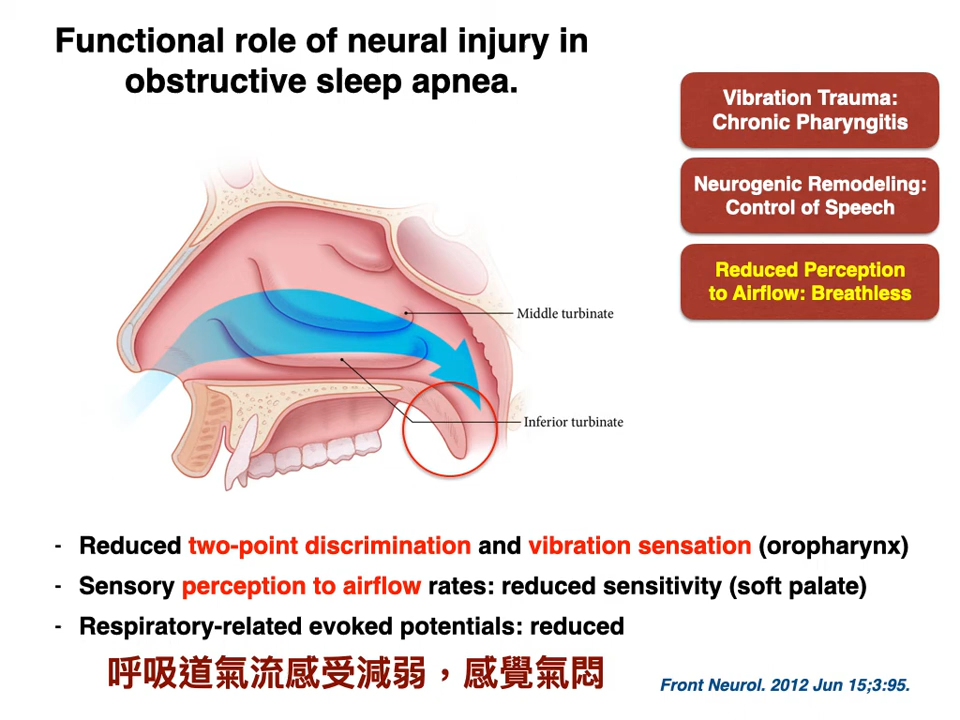 Functional role of neural injury in
obstructive sleep apnea.
Vibration Trauma:
Chronic Pharyngitis
Neurogenic Remodeling:
Control of Speech
Reduced Perception
to Airflow: Breathless
Middle turbinate
Inferior turbinate
- Reduced two-point discrimination and vibration sensation (oropharynx)
- Sensory perception to airflow rates: reduced sensitivity (soft palate)
- Respiratory-related evoked potentials: reduced
呼吸道氣流感受減弱，感覺氣悶
Front Neurol. 2012 Jun 15;3:95.